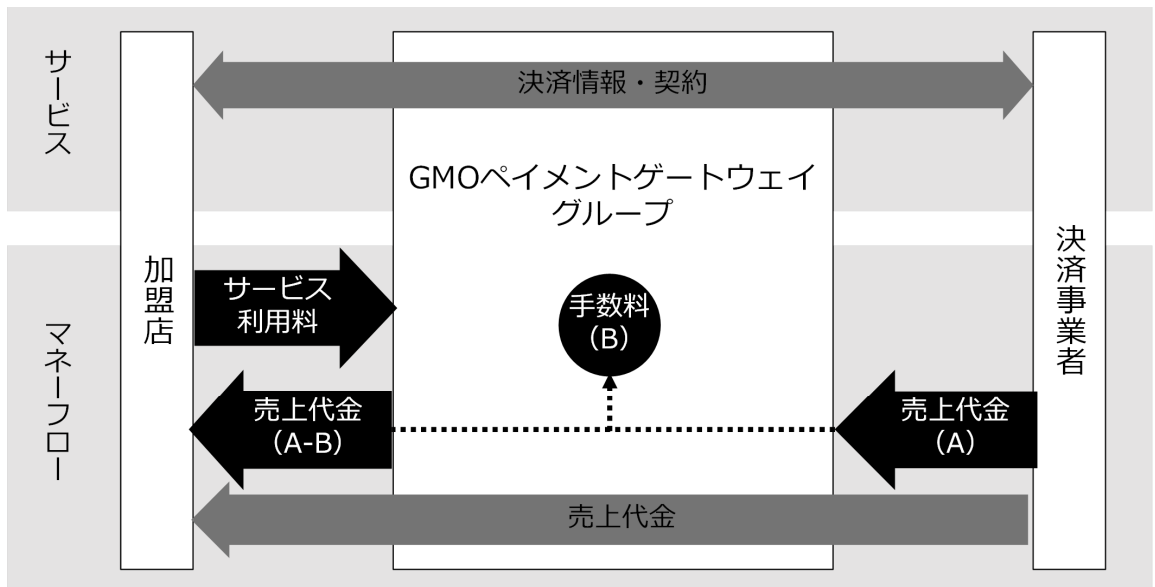 サービス
加盟店
決済情報・契約
GMOペイメントゲートウェイ
グループ
決済事業者
マネーフロー
サービス
利用料
手数料
（B）
売上代金
（A-B）
売上代金
（A）
売上代金